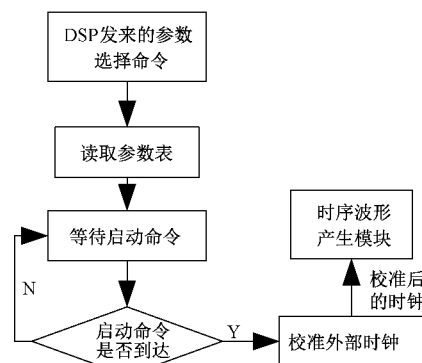 DSP发来的参数
选择命令
读取参数表
等待启动命令
时序波形
产生模块
N
校准后
的时钟
启动命令
是否到达
Y
校准外部时钟